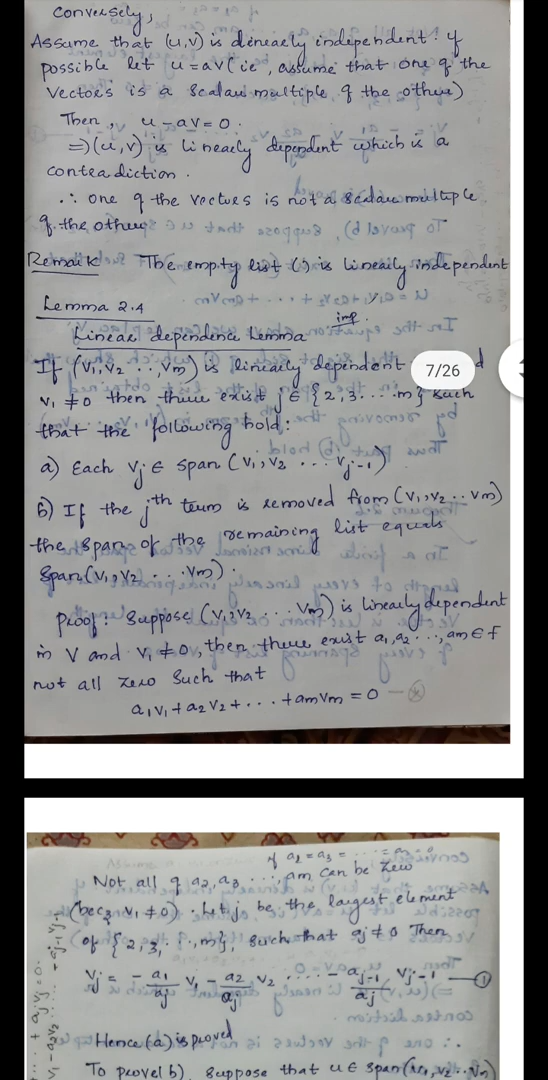 conversely,
Assume that (u,v) is linearly independent. If
possible let u = av (ie, assume that one of the
vectors is a scalar multiple of the other)
Then, u - av = 0.
⇒ (u,v) is linearly dependent which is a
contradiction.
∴ one of the vectors is not a scalar multiple
of the other
Remark The empty list () is linearly independent
Lemma 2.4
imp
Linear dependence Lemma
If (v₁,v₂ ..., vm) is linearly dependent
7/26
v₁ ≠ 0 then there exist j ∈ {2,3....m} such
that the following hold:
a) Each vj ∈ span (v₁,v₂ ... vj-1)
b) If the jth term is removed from (v₁,v₂..vm)
the span of the remaining list equals
span(v₁,v₂ ... vm).
Proof: Suppose (v₁,v₂ ... vm) is linearly dependent
in V and v₁ ≠ 0, then there exist a₁,a₂ ..., am ∈ F
not all zero such that
a₁v₁ + a₂v₂ + ... + amvm = 0 — *
if a₂ = a₃ = ...
Not all of a₂,a₃ ..., am can be zero
(becz v₁ ≠ 0). Let j be the largest element
of {2,3,..,m}, such that aj ≠ 0 Then
vj = - a₁/aj v₁ - a₂/aj v₂ ..... - aj-1/aj vj-1 — 1
Hence (a) is proved
To prove(b), suppose that u ∈ span(v₁,v₂..vm)